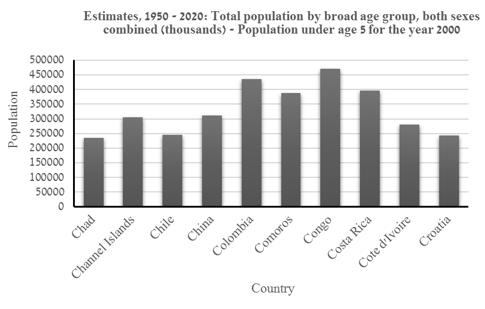 Estimates, 1950 - 2020: Total population by broad age group, both sexes
combined (thousands) - Population under age 5 for the year 2000
Population
500000
450000
400000
350000
300000
250000
200000
150000
100000
50000
0
Chad
Channel Islands
Chile
China
Colombia
Comoros
Congo
Costa Rica
Cote d'Ivoire
Croatia
Country